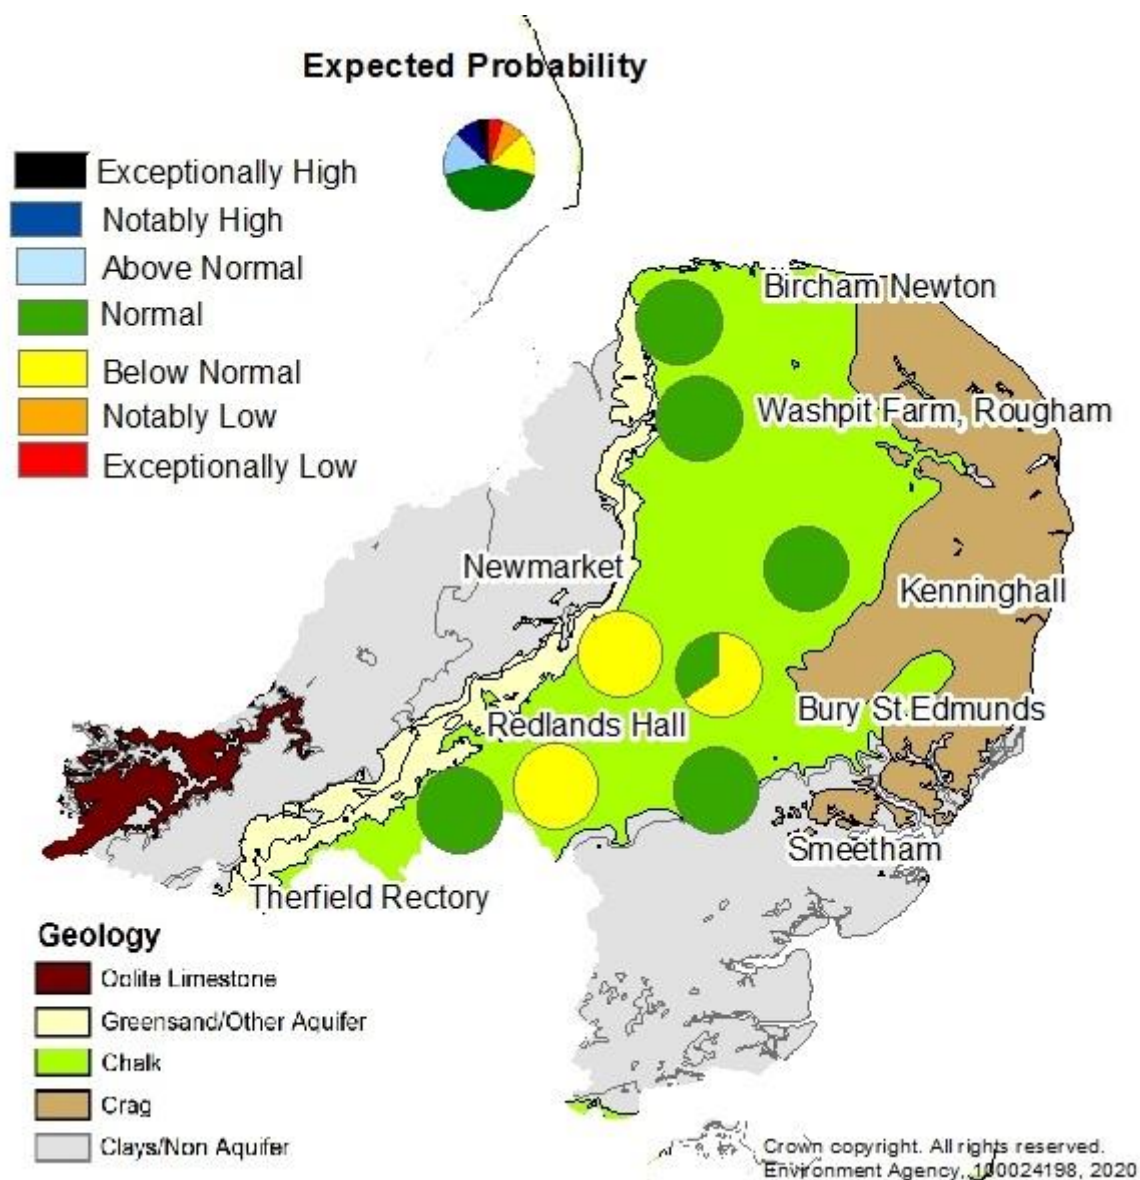 Expected Probability
Exceptionally High
Notably High
Above Normal
Normal
Below Normal
Notably Low
Exceptionally Low
Bircham Newton
Washpit Farm, Rougham
Newmarket
Kenninghall
Bury St Edmunds
Redlands Hall
Smeetham
Therfield Rectory
Geology
Oolite Limestone
Greensand/Other Aquifer
Chalk
Crag
Clays/Non Aquifer
Crown copyright. All rights reserved.
Environment Agency, 100024198, 2020